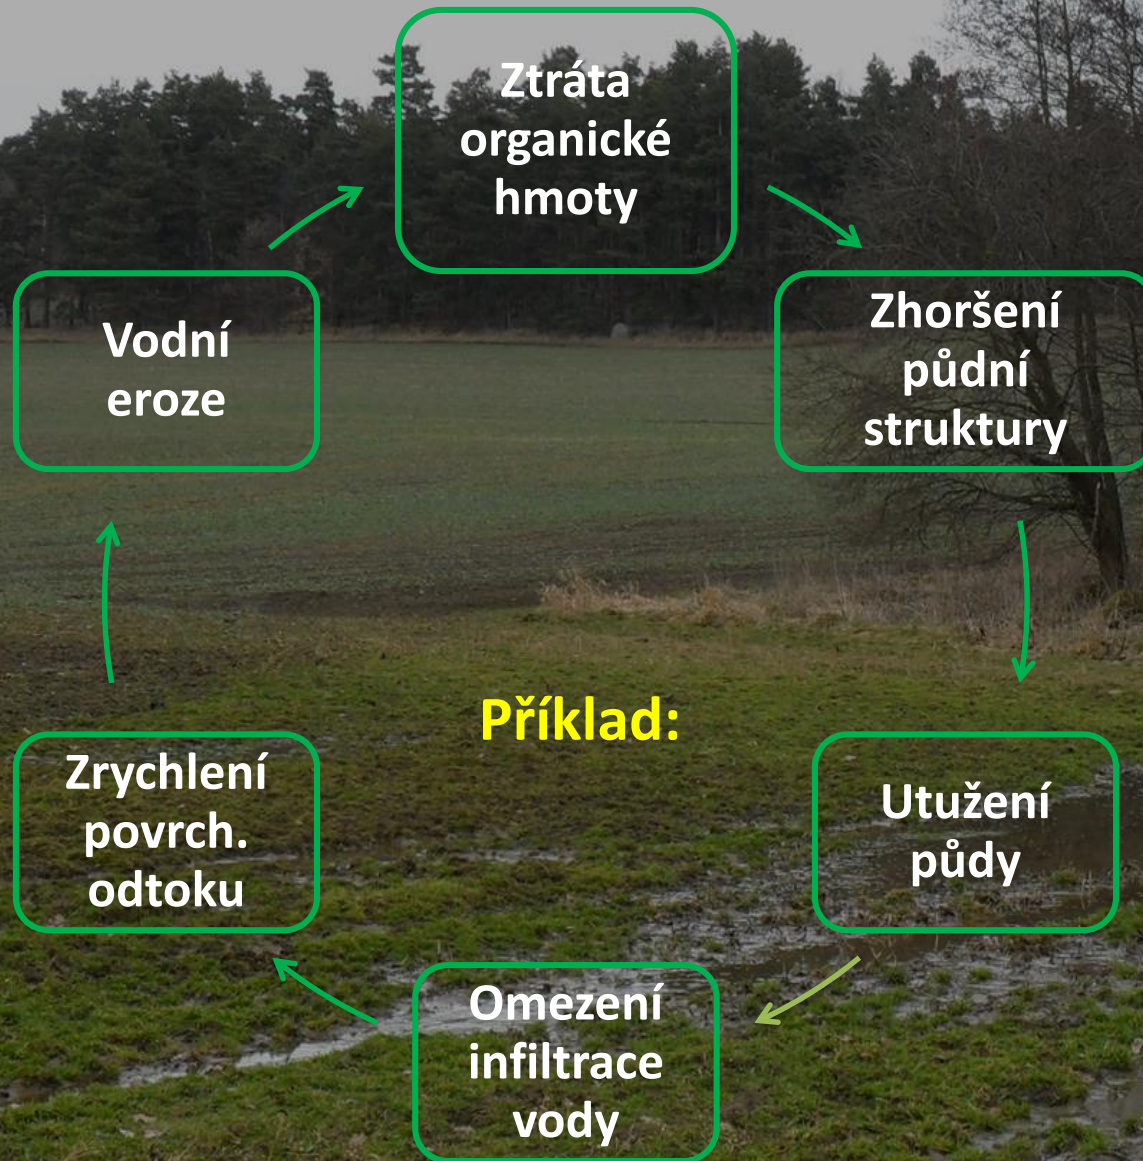 Ztráta
organické
hmoty
Zhoršení
půdní
struktury
Utužení
půdy
Omezení
infiltrace
vody
Zrychlení
povrch.
odtoku
Vodní
eroze
Příklad: